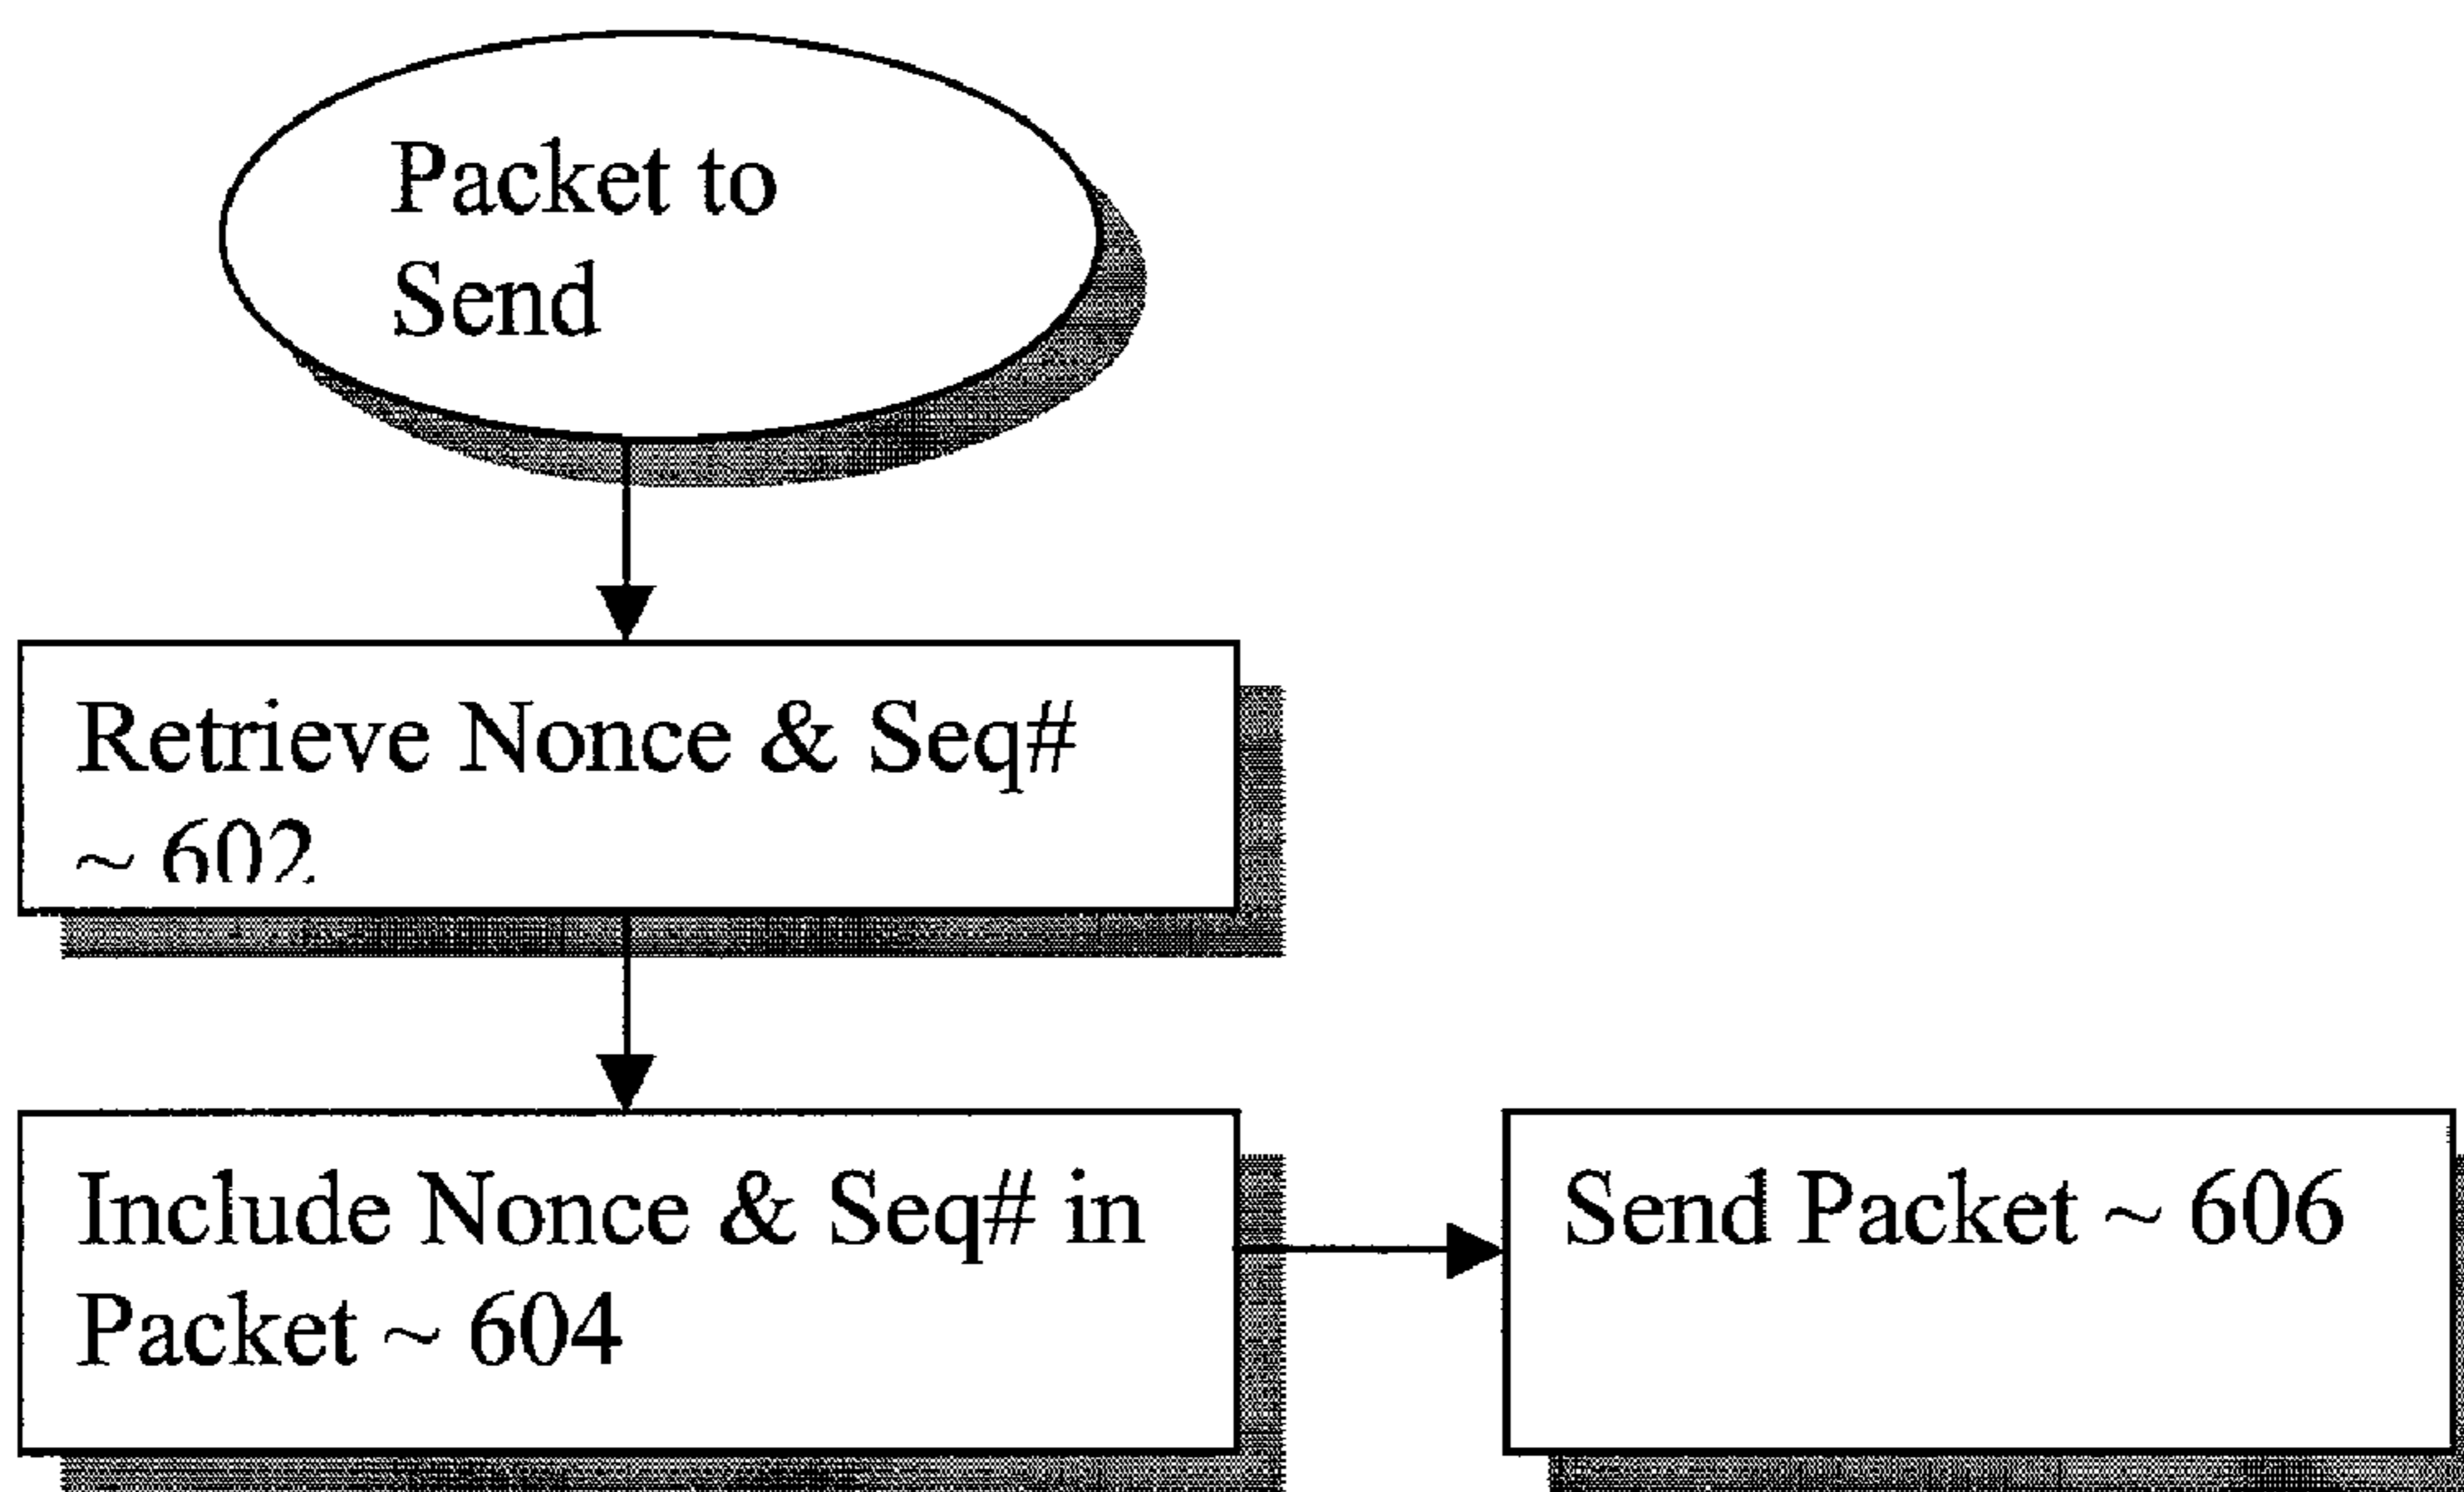 Packet to
Send
Retrieve Nonce & Seq#
~ 602
Include Nonce & Seq# in
Packet ~ 604
Send Packet ~ 606